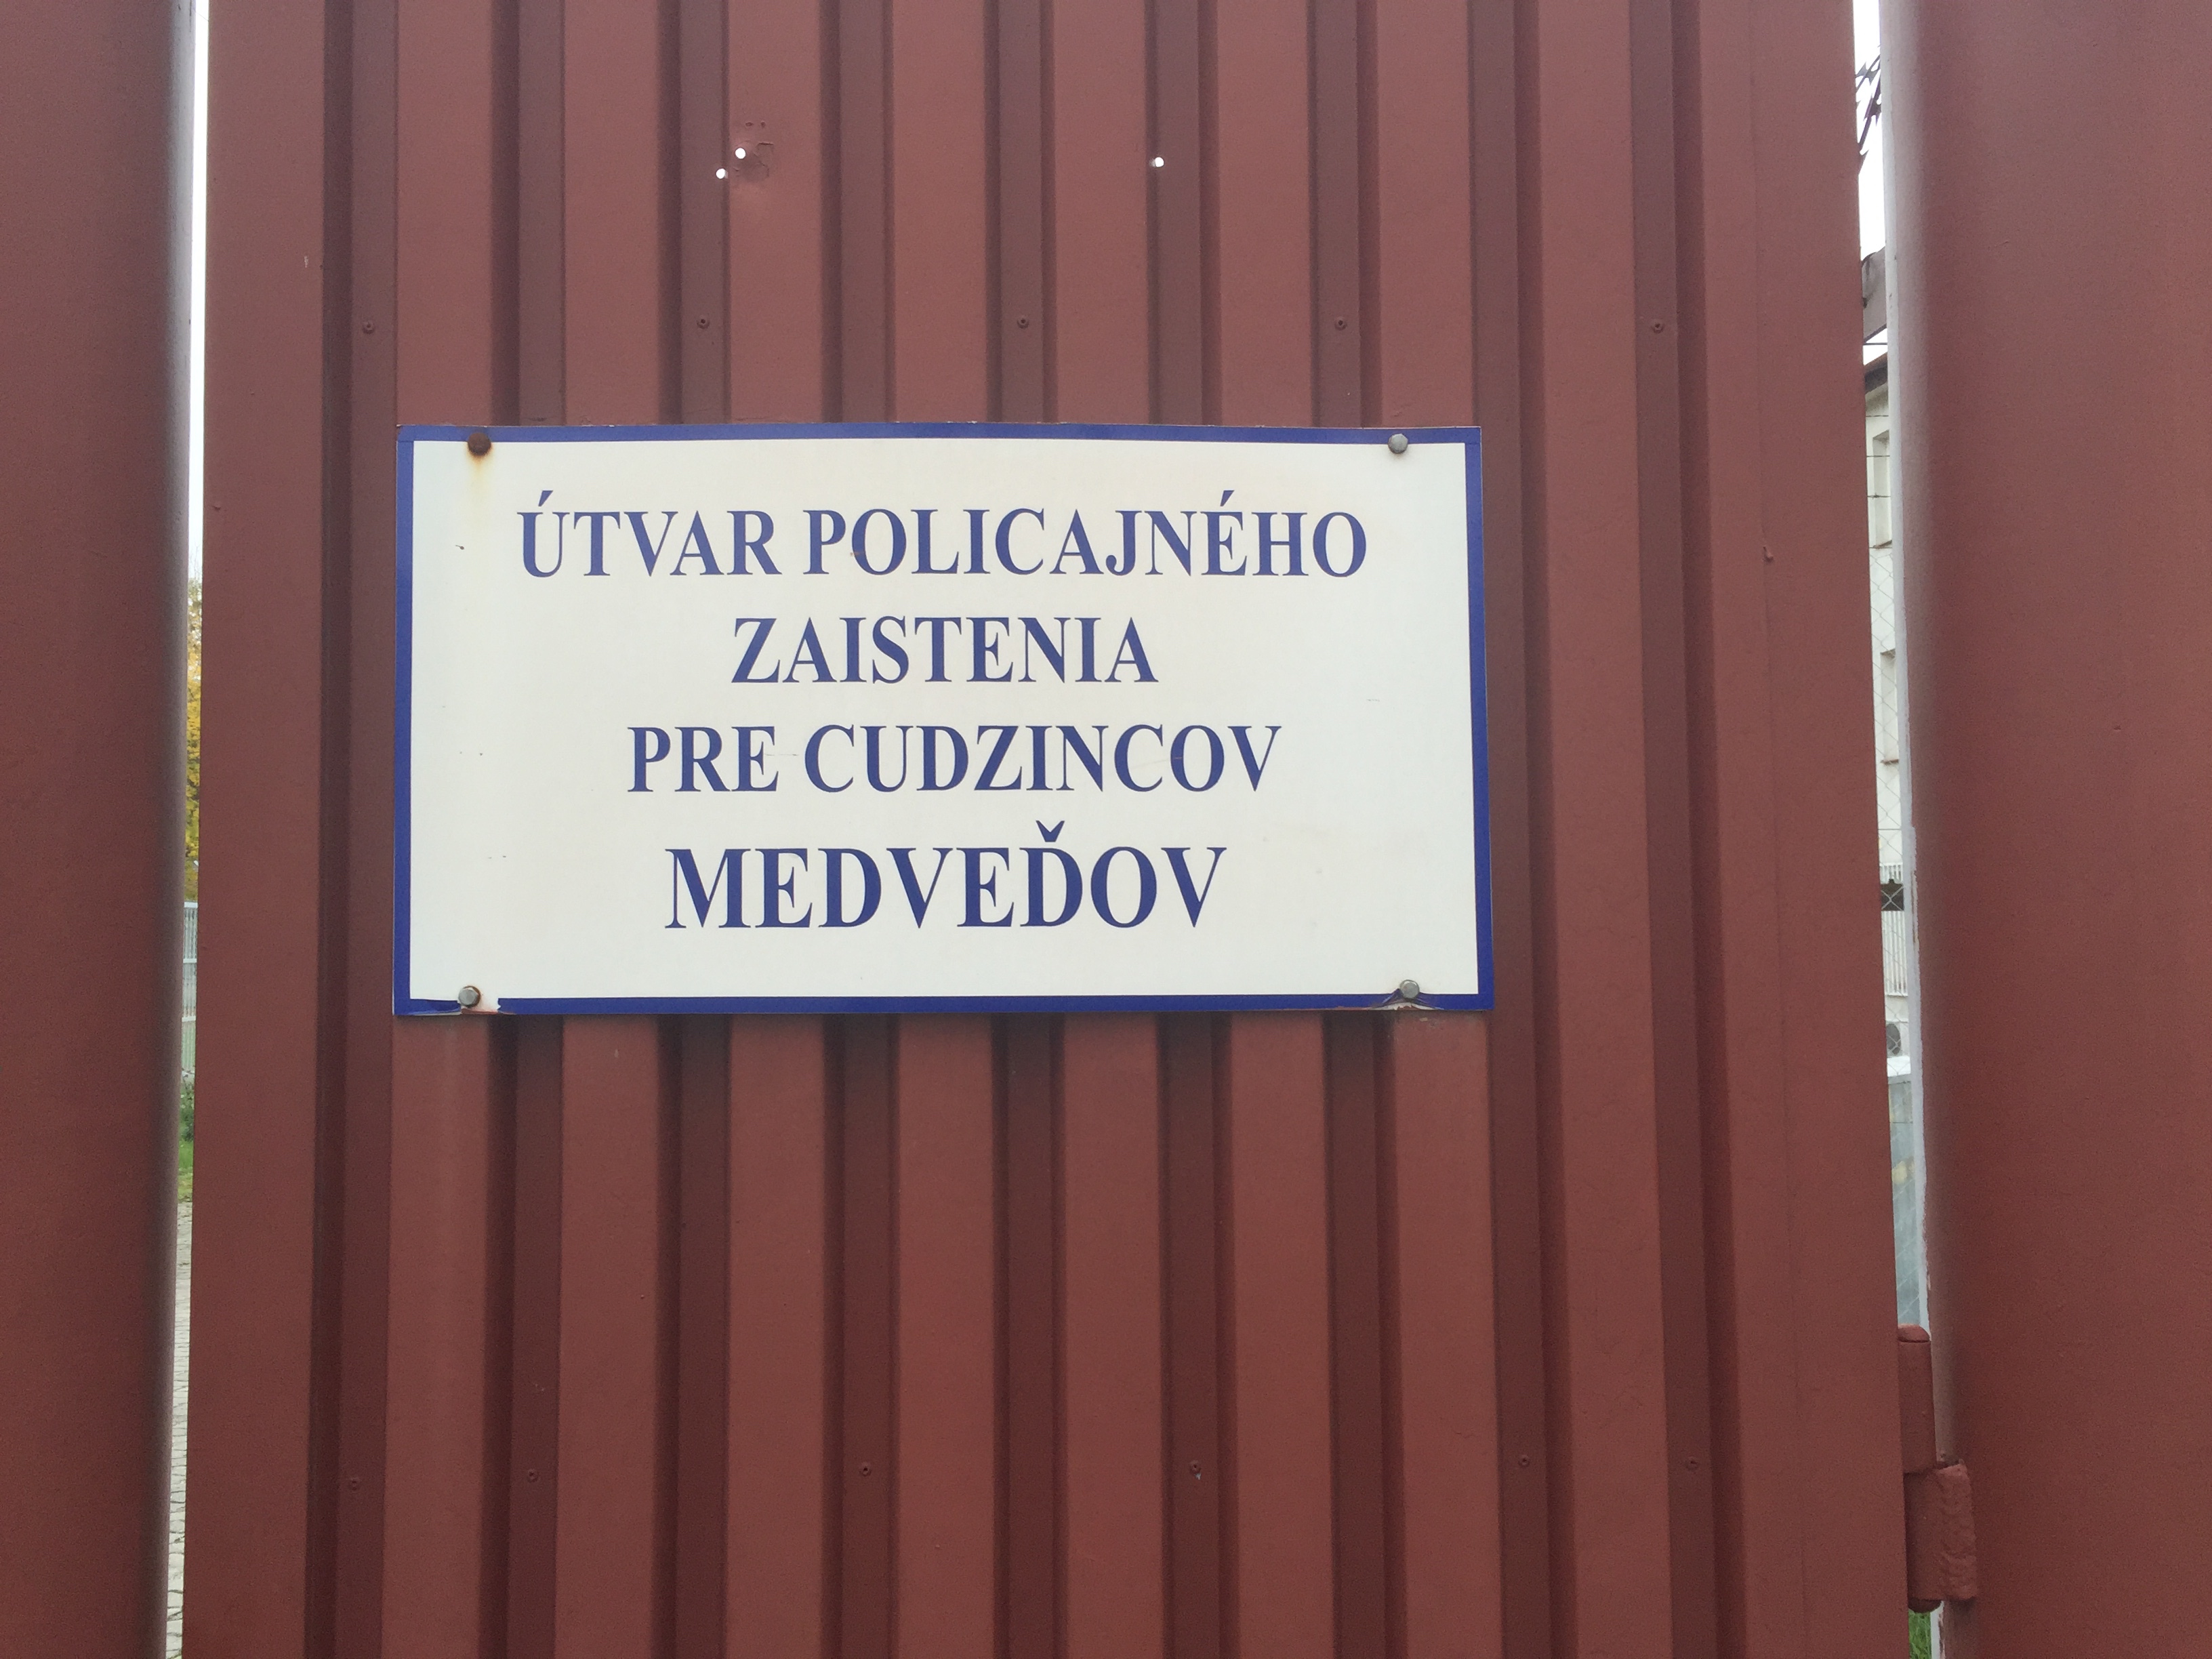 ÚTVAR POLICAJNÉHO
ZAISTENIA
PRE CUDZINCOV
MEDVEĎOV